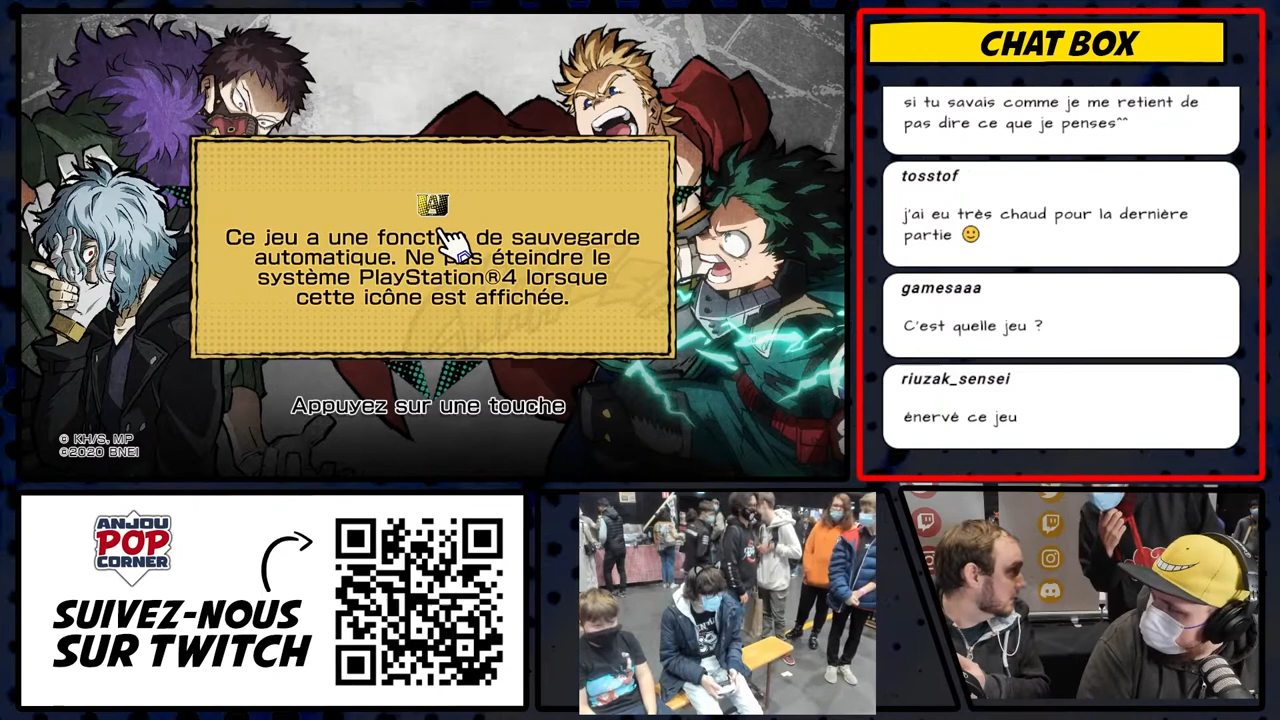 CHAT BOX
si tu savais comme je me retient de
pas dire ce que je penses^^
tosstof
j'ai eu très chaud pour la dernière
partie 🙂
gamesaaa
C'est quelle jeu ?
riuzak_sensei
énervé ce jeu
Ce jeu a une fonction de sauvegarde
automatique. Ne pas éteindre le
système PlayStation®4 lorsque
cette icône est affichée.
Appuyez sur une touche
© KH/S, MP
©2020 BNEI
ANJOU
POP
CORNER
SUIVEZ-NOUS
SUR TWITCH